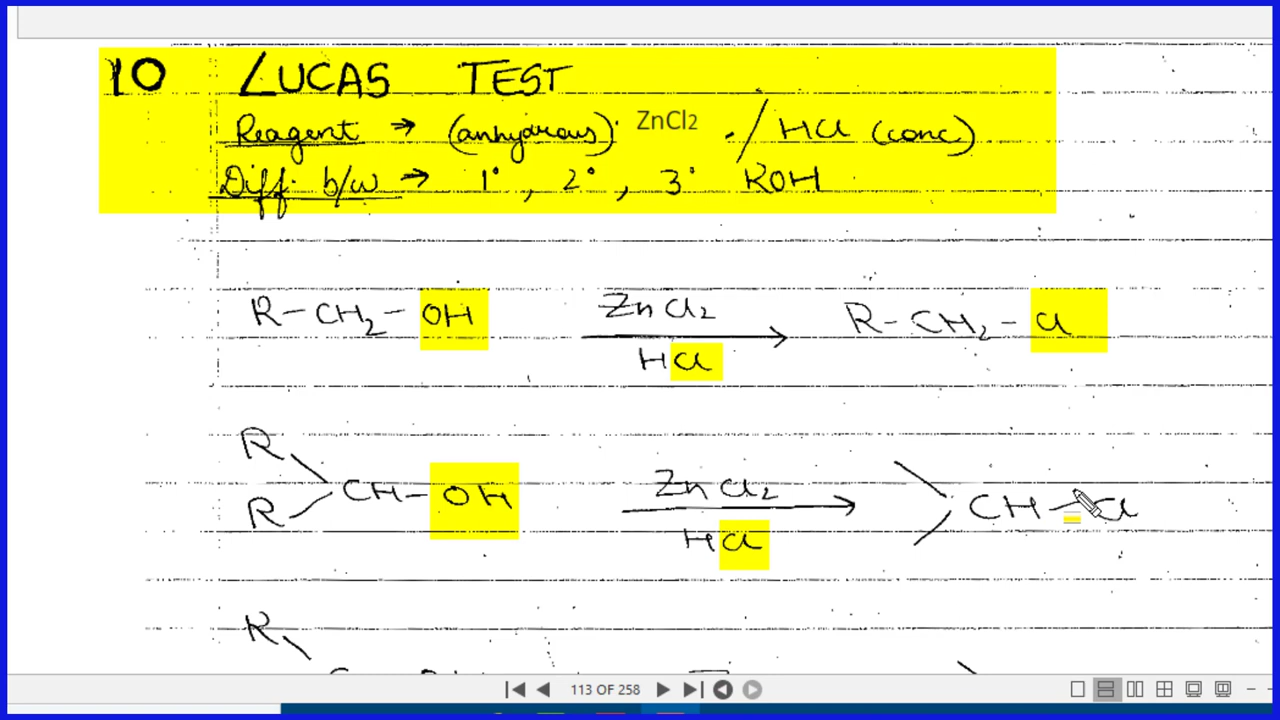 10 LUCAS TEST
Reagent → (anhydrous) ZnCl2 / HCl (conc)
Diff. b/w → 1°, 2°, 3° ROH
R-CH2-OH ZnCl2 R-CH2-Cl
HCl
R
R CH-OH ZnCl2 CH-Cl
HCl
R
113 OF 258